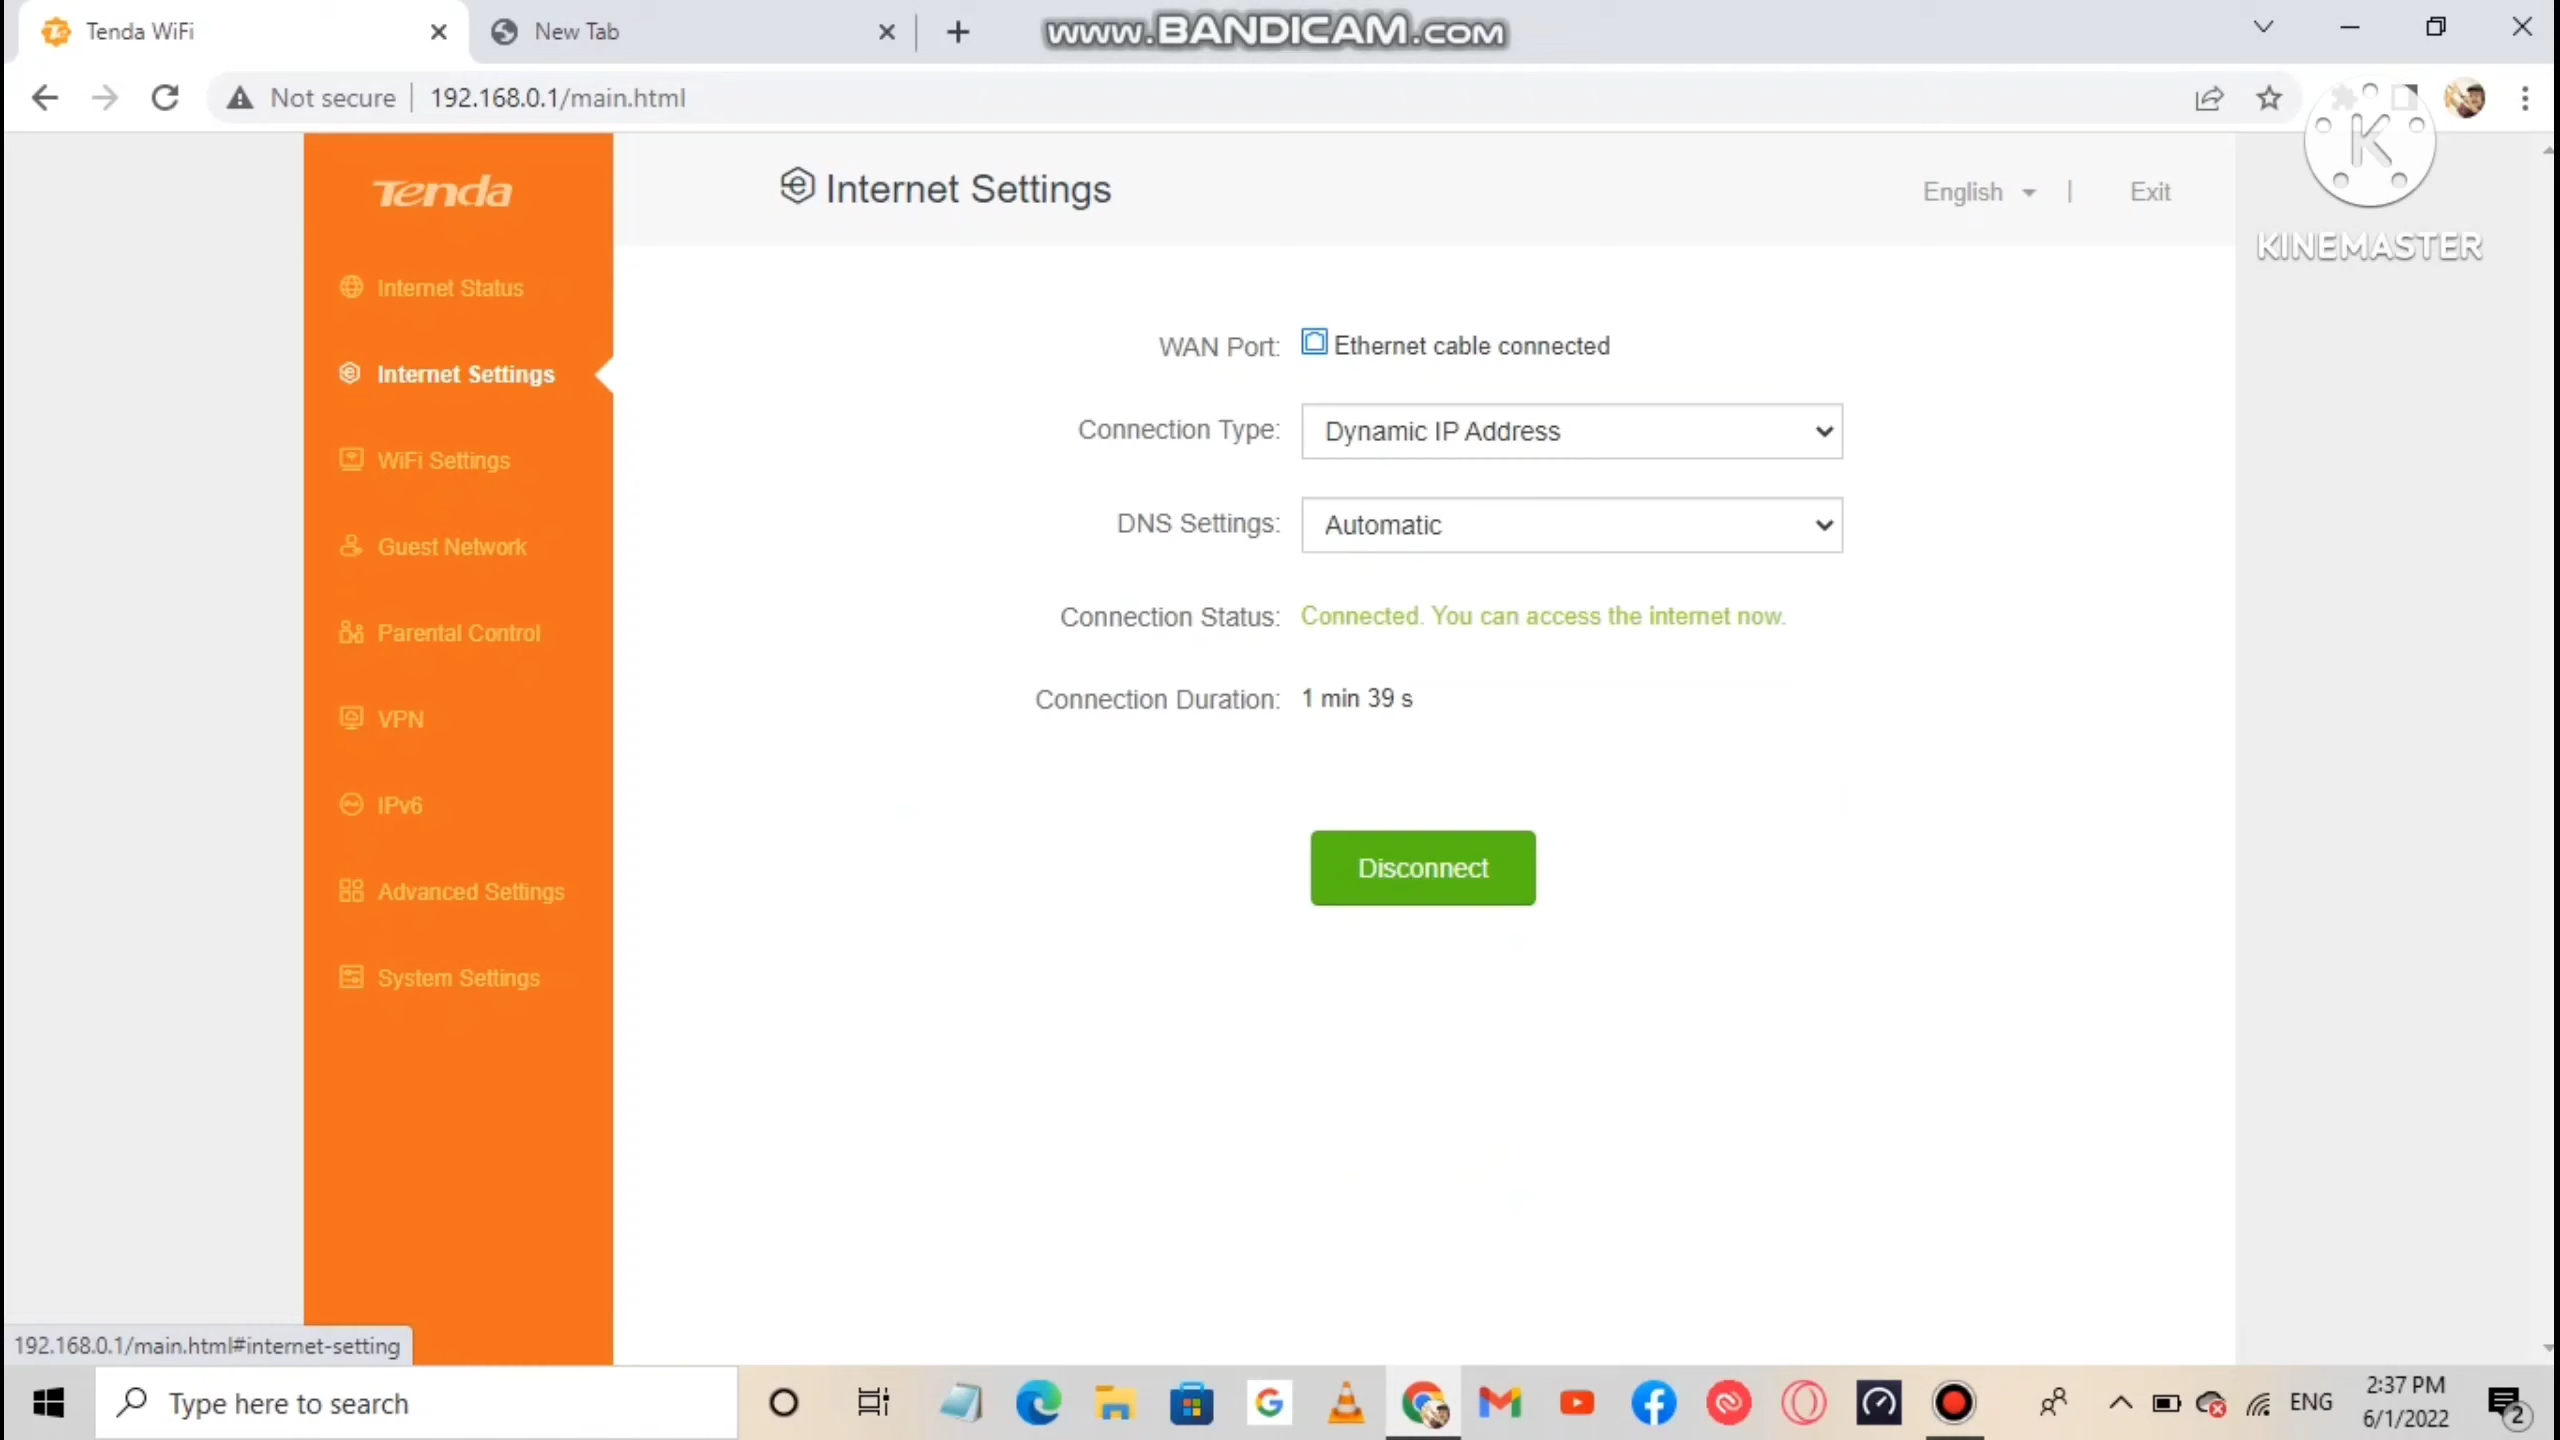 Tenda WiFi
New Tab
www.BANDICAM.com
Not secure
192.168.0.1/main.html
K
KINEMASTER
Tenda
Internet Settings
English
Exit
Internet Status
Internet Settings
WiFi Settings
Guest Network
Parental Control
VPN
IPv6
Advanced Settings
System Settings
WAN Port: Ethernet cable connected
Connection Type: Dynamic IP Address
DNS Settings: Automatic
Connection Status: Connected. You can access the internet now.
Connection Duration: 1 min 39 s
Disconnect
192.168.0.1/main.html#internet-setting
Type here to search
ENG
2:37 PM
6/1/2022
2